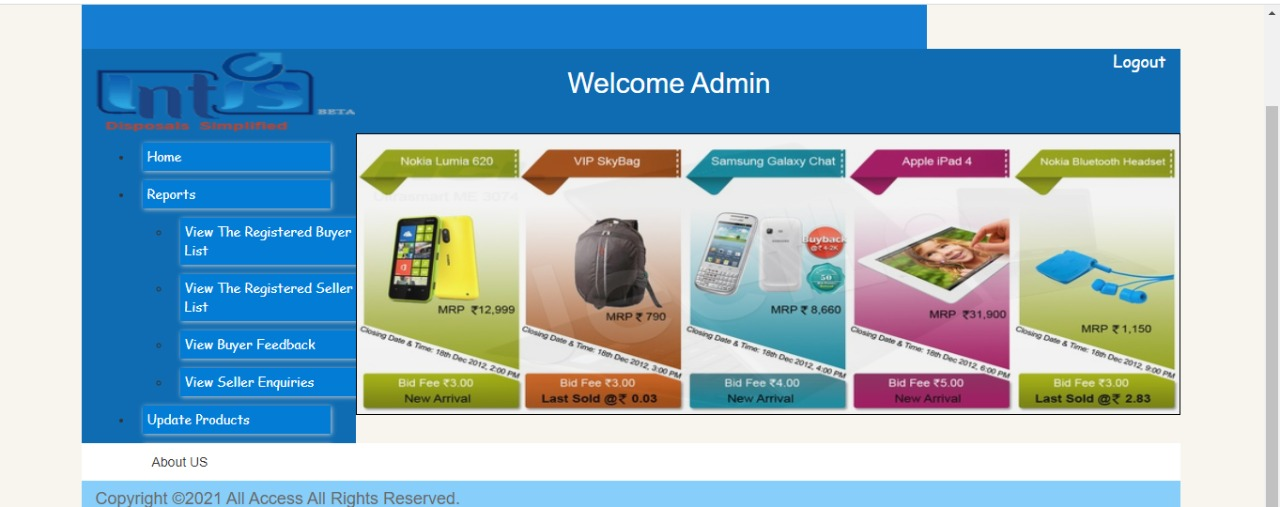 Logout
Welcome Admin
BETA
Disposals Simplified
Home
Reports
View The Registered Buyer
List
View The Registered Seller
List
View Buyer Feedback
View Seller Enquiries
Update Products
Nokia Lumia 620
MRP ₹12,999
Closing Date & Time: 18th Dec 2012, 2:00 PM
Bid Fee ₹3.00
New Arrival
VIP SkyBag
MRP ₹ 790
Closing Date & Time: 18th Dec 2012, 3:00 PM
Bid Fee ₹3.00
Last Sold @₹ 0.03
Samsung Galaxy Chat
Buyback
@ ₹ 4.2K
50
MRP ₹ 8,660
Closing Date & Time: 18th Dec 2012, 4:00 PM
Bid Fee ₹4.00
New Arrival
Apple iPad 4
MRP ₹31,900
Closing Date & Time: 18th Dec 2012, 6:00 PM
Bid Fee ₹5.00
New Arrival
Nokia Bluetooth Headset
MRP ₹ 1,150
Closing Date & Time: 18th Dec 2012, 9:00 PM
Bid Fee ₹3.00
Last Sold @₹ 2.83
About US
Copyright ©2021 All Access All Rights Reserved.